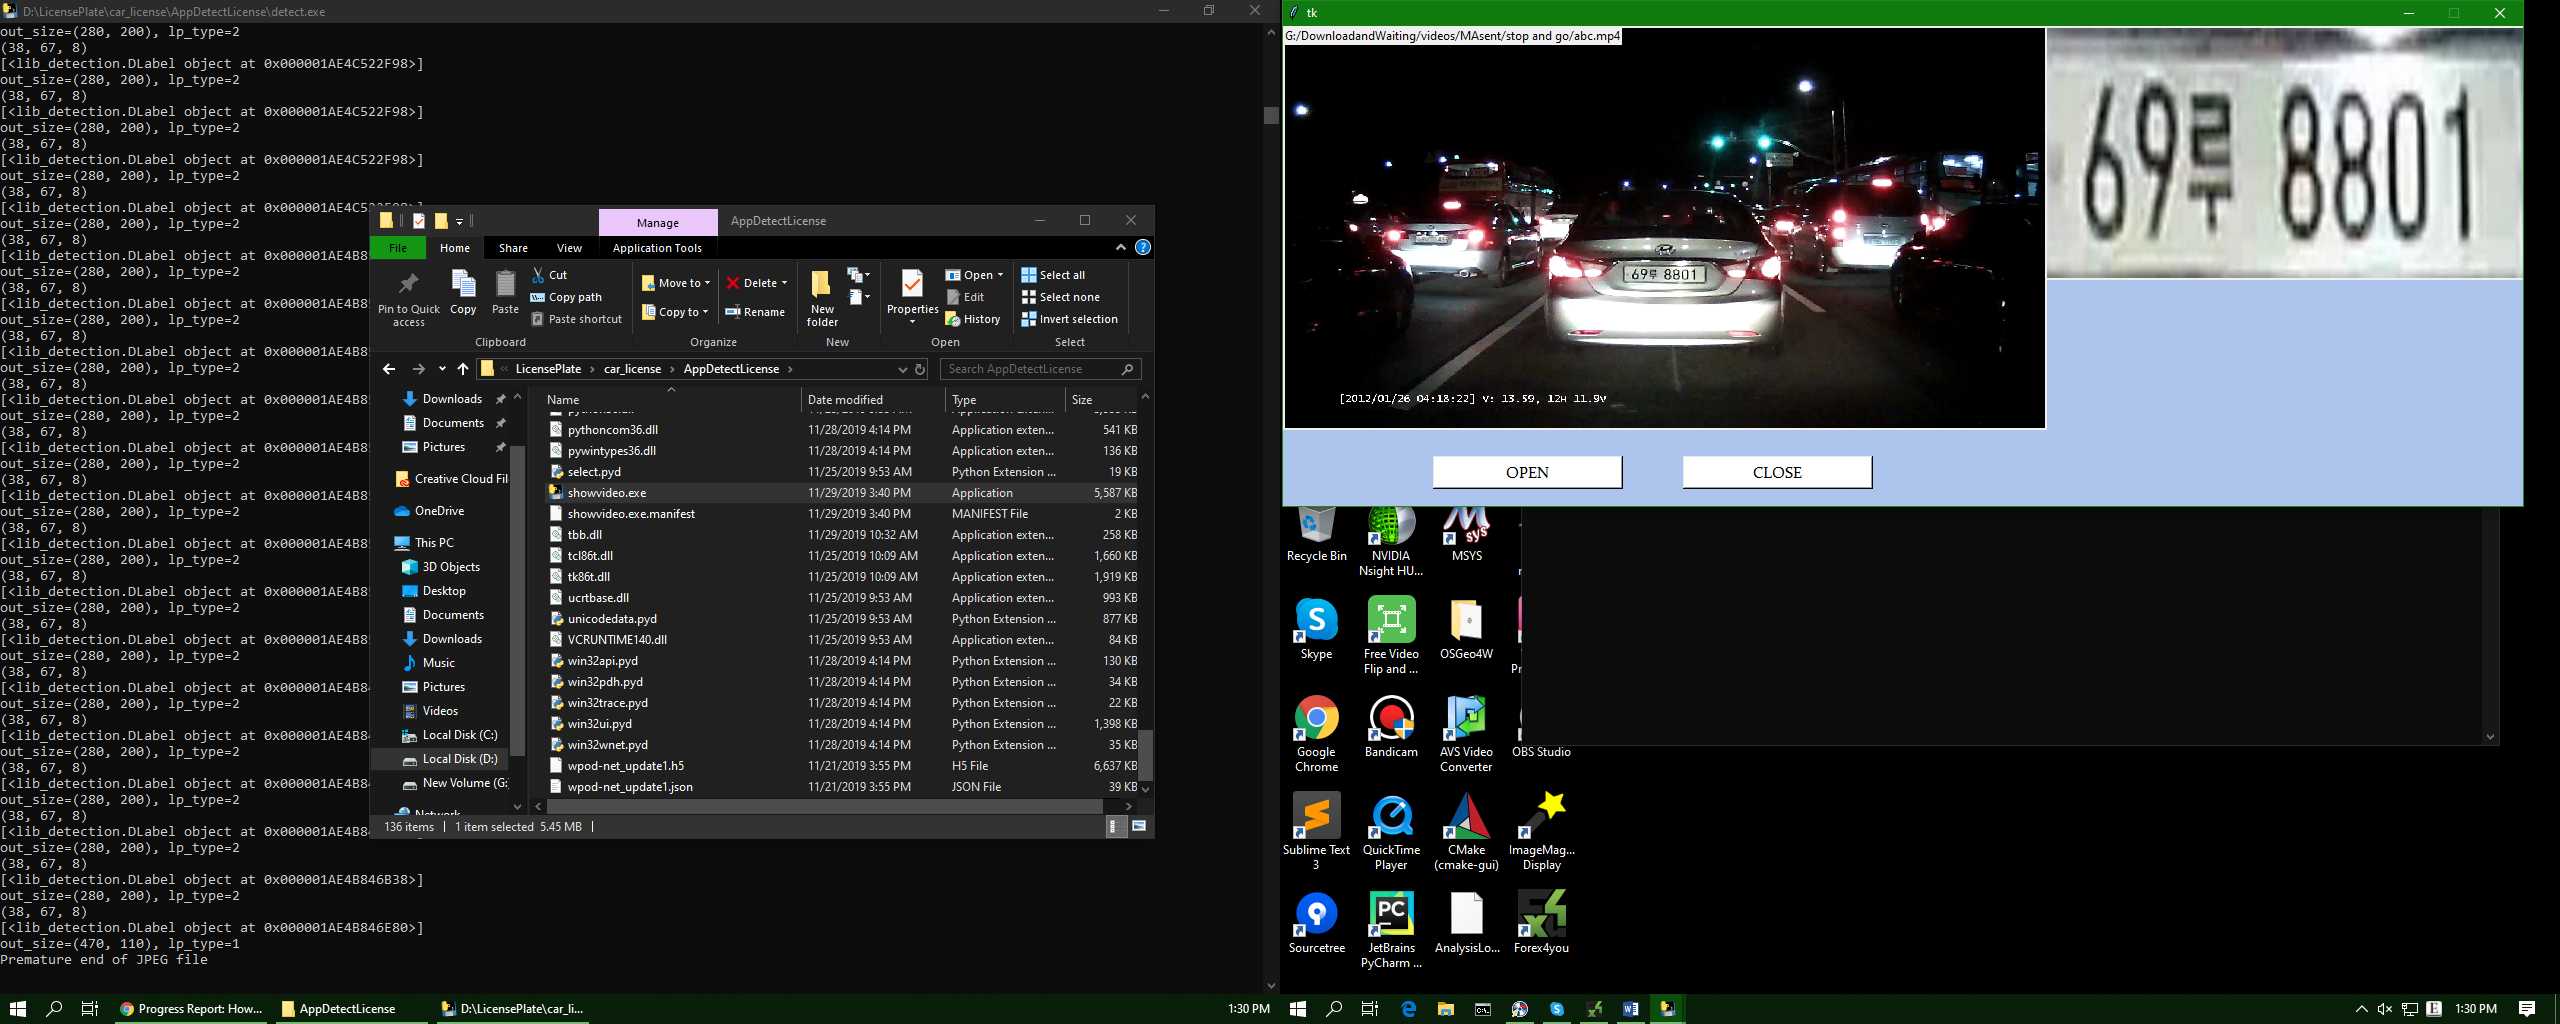 D:\LicensePlate\car_license\AppDetectLicense\detect.exe
out_size=(280, 200), lp_type=2
(38, 67, 8)
[<lib_detection.DLabel object at 0x000001AE4C522F98>]
out_size=(280, 200), lp_type=2
(38, 67, 8)
[<lib_detection.DLabel object at 0x000001AE4C522F98>]
out_size=(280, 200), lp_type=2
(38, 67, 8)
[<lib_detection.DLabel object at 0x000001AE4C522F98>]
out_size=(280, 200), lp_type=2
(38, 67, 8)
[<lib_detection.DLabel object at
out_size=(280, 200), lp_type=2
(38, 67, 8)
[<lib_detection.DLabel object at
out_size=(280, 200), lp_type=2
(38, 67, 8)
[<lib_detection.DLabel object at
out_size=(280, 200), lp_type=2
(38, 67, 8)
[<lib_detection.DLabel object at
out_size=(280, 200), lp_type=2
(38, 67, 8)
[<lib_detection.DLabel object at
out_size=(280, 200), lp_type=2
(38, 67, 8)
[<lib_detection.DLabel object at
out_size=(280, 200), lp_type=2
(38, 67, 8)
[<lib_detection.DLabel object at
out_size=(280, 200), lp_type=2
(38, 67, 8)
[<lib_detection.DLabel object at
out_size=(280, 200), lp_type=2
(38, 67, 8)
[<lib_detection.DLabel object at
out_size=(280, 200), lp_type=2
(38, 67, 8)
[<lib_detection.DLabel object at
out_size=(280, 200), lp_type=2
(38, 67, 8)
[<lib_detection.DLabel object at
out_size=(280, 200), lp_type=2
(38, 67, 8)
[<lib_detection.DLabel object at
out_size=(280, 200), lp_type=2
(38, 67, 8)
[<lib_detection.DLabel object at
out_size=(280, 200), lp_type=2
(38, 67, 8)
[<lib_detection.DLabel object at
out_size=(280, 200), lp_type=2
(38, 67, 8)
[<lib_detection.DLabel object at 0x000001AE4B846B38>]
out_size=(280, 200), lp_type=2
(38, 67, 8)
[<lib_detection.DLabel object at 0x000001AE4B846E80>]
out_size=(470, 110), lp_type=1
Premature end of JPEG file
Manage AppDetectLicense
File Home Share View Application Tools
Pin to Quick access
Copy
Paste
Cut
Copy path
Paste shortcut
Clipboard
Move to
Copy to
Delete
Rename
Organize
New folder
New
Properties
Open
Edit
History
Open
Select all
Select none
Invert selection
Select
LicensePlate car_license AppDetectLicense
Search AppDetectLicense
Downloads
Documents
Pictures
Creative Cloud Fil
OneDrive
This PC
3D Objects
Desktop
Documents
Downloads
Music
Pictures
Videos
Local Disk (C:)
Local Disk (D:)
New Volume (G:
Network
Name Date modified Type Size
pythoncom36.dll 11/28/2019 4:14 PM Application exten... 541 KB
pywintypes36.dll 11/28/2019 4:14 PM Application exten... 136 KB
select.pyd 11/25/2019 9:53 AM Python Extension ... 19 KB
showvideo.exe 11/29/2019 3:40 PM Application 5,587 KB
showvideo.exe.manifest 11/29/2019 3:40 PM MANIFEST File 2 KB
tbb.dll 11/29/2019 10:32 AM Application exten... 258 KB
tcl86t.dll 11/25/2019 10:09 AM Application exten... 1,660 KB
tk86t.dll 11/25/2019 10:09 AM Application exten... 1,919 KB
ucrtbase.dll 11/25/2019 9:53 AM Application exten... 993 KB
unicodedata.pyd 11/25/2019 9:53 AM Python Extension ... 877 KB
VCRUNTIME140.dll 11/25/2019 9:53 AM Application exten... 84 KB
win32api.pyd 11/28/2019 4:14 PM Python Extension ... 130 KB
win32pdh.pyd 11/28/2019 4:14 PM Python Extension ... 34 KB
win32trace.pyd 11/28/2019 4:14 PM Python Extension ... 22 KB
win32ui.pyd 11/28/2019 4:14 PM Python Extension ... 1,398 KB
win32wnet.pyd 11/28/2019 4:14 PM Python Extension ... 35 KB
wpod-net_update1.h5 11/21/2019 3:55 PM H5 File 6,637 KB
wpod-net_update1.json 11/21/2019 3:55 PM JSON File 39 KB
136 items 1 item selected 5.45 MB
tk
G:/DownloadandWaiting/videos/MAsent/stop and go/abc.mp4
69루 8801
[2012/01/26 04:18:22] V: 13.59, 12H 11.9V
69루 8801
OPEN
CLOSE
Recycle Bin
NVIDIA Nsight HU...
MSYS
Skype
Free Video Flip and ...
OSGeo4W
Google Chrome
Bandicam
AVS Video Converter
OBS Studio
Sublime Text 3
QuickTime Player
CMake (cmake-gui)
ImageMag... Display
Sourcetree
JetBrains PyCharm ...
AnalysisLo...
Forex4you
Progress Report: How...
AppDetectLicense
D:\LicensePlate\car_li...
1:30 PM
1:30 PM